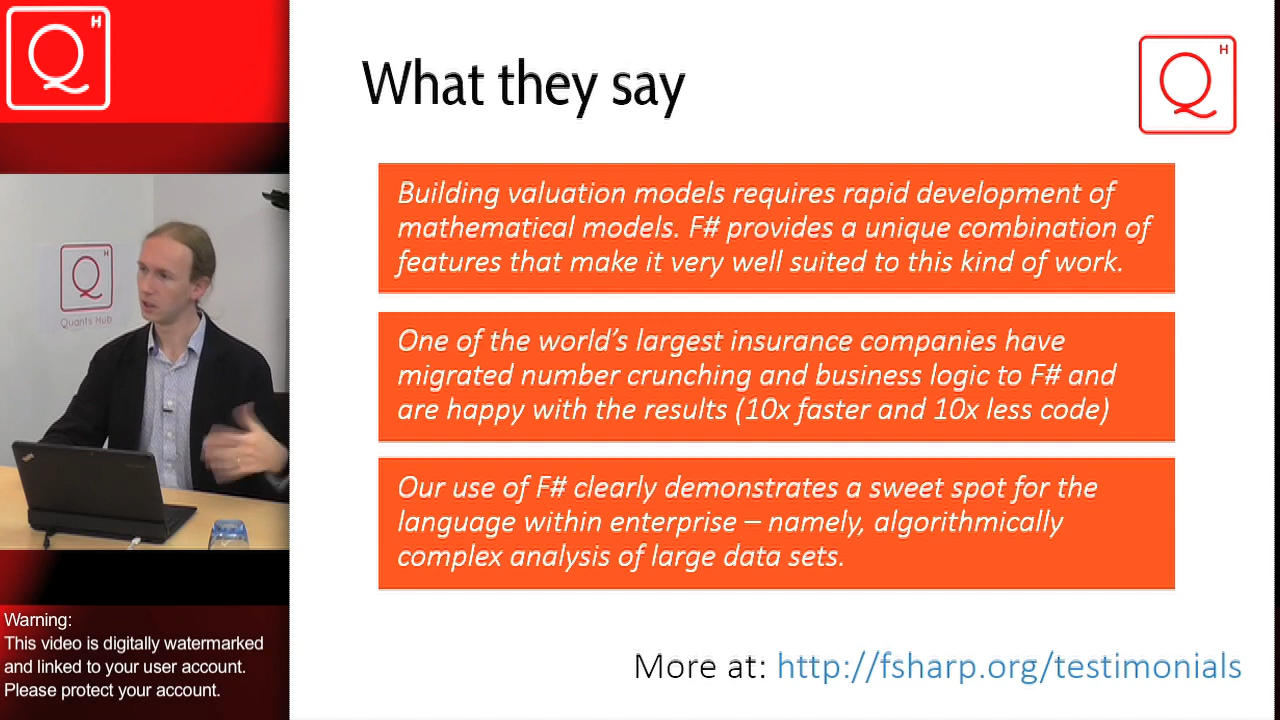 Q H
What they say
Q H
Building valuation models requires rapid development of
mathematical models. F# provides a unique combination of
features that make it very well suited to this kind of work.
Q H
Quants Hub
One of the world's largest insurance companies have
migrated number crunching and business logic to F# and
are happy with the results (10x faster and 10x less code)
Our use of F# clearly demonstrates a sweet spot for the
language within enterprise – namely, algorithmically
complex analysis of large data sets.
Warning:
This video is digitally watermarked
and linked to your user account.
Please protect your account.
More at: http://fsharp.org/testimonials